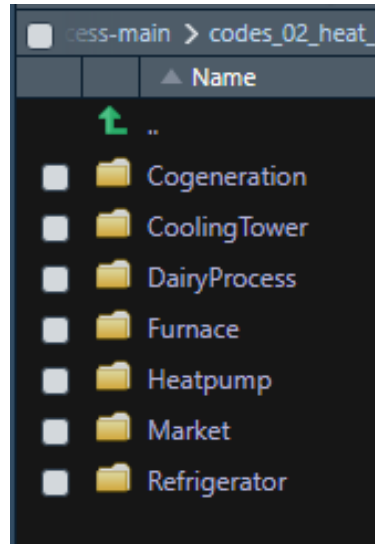 ess-main > codes_02_heat_
Name
..
Cogeneration
CoolingTower
DairyProcess
Furnace
Heatpump
Market
Refrigerator